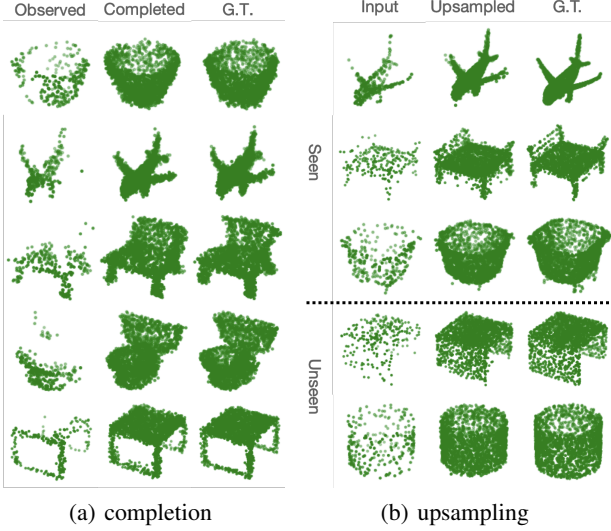 Observed Completed G.T.
Input Upsampled G.T.
Seen
Unseen
(a) completion
(b) upsampling